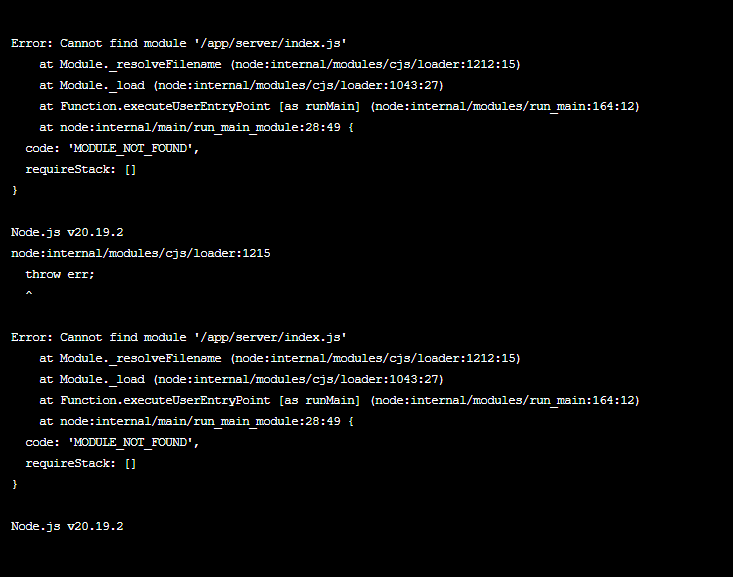 Error: Cannot find module '/app/server/index.js'
    at Module._resolveFilename (node:internal/modules/cjs/loader:1212:15)
    at Module._load (node:internal/modules/cjs/loader:1043:27)
    at Function.executeUserEntryPoint [as runMain] (node:internal/modules/run_main:164:12)
    at node:internal/main/run_main_module:28:49 {
  code: 'MODULE_NOT_FOUND',
  requireStack: []
}
Node.js v20.19.2
node:internal/modules/cjs/loader:1215
  throw err;
  ^
Error: Cannot find module '/app/server/index.js'
    at Module._resolveFilename (node:internal/modules/cjs/loader:1212:15)
    at Module._load (node:internal/modules/cjs/loader:1043:27)
    at Function.executeUserEntryPoint [as runMain] (node:internal/modules/run_main:164:12)
    at node:internal/main/run_main_module:28:49 {
  code: 'MODULE_NOT_FOUND',
  requireStack: []
}
Node.js v20.19.2